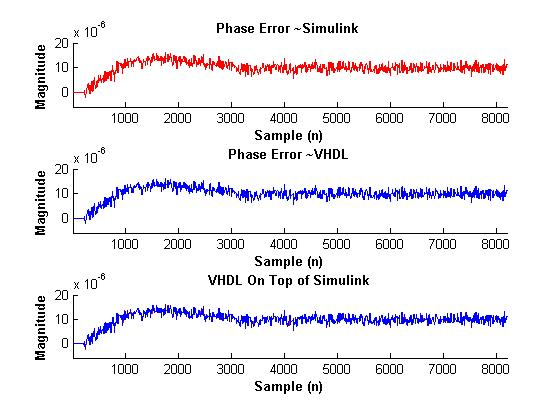 Phase Error ~Simulink
x 10-6
20
10
0
Magnitude
1000 2000 3000 4000 5000 6000 7000 8000
Sample (n)
Phase Error ~VHDL
x 10-6
20
10
0
Magnitude
1000 2000 3000 4000 5000 6000 7000 8000
Sample (n)
VHDL On Top of Simulink
x 10-6
20
10
0
Magnitude
1000 2000 3000 4000 5000 6000 7000 8000
Sample (n)